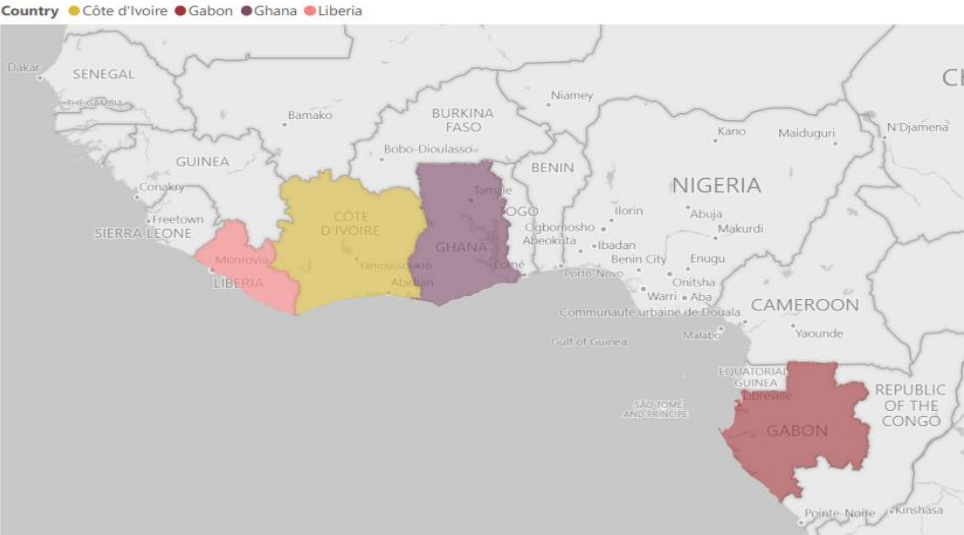 Country Côte d'Ivoire Gabon Ghana Liberia
Dakar
SENEGAL
THE GAMBIA
Bamako
Niamey
BURKINA
FASO
Kano
Maiduguri
N'Djamena
Bobo-Dioulasso
GUINEA
BENIN
NIGERIA
Conakry
Tamale
Freetown
SIERRA LEONE
CÔTE
D'IVOIRE
OGO
Ilorin
Abuja
Ogbomosho
Makurdi
Abeokuta
Ibadan
GHANA
Monrovia
Yamoussoukro
Lomé
Porto-Novo
Benin City
Enugu
Onitsha
LIBERIA
Abidjan
Warri
Aba
CAMEROON
Communauté urbaine de Douala
Malabo
Yaounde
Gulf of Guinea
EQUATORIAL
GUINEA
Libreville
REPUBLIC
OF THE
CONGO
SÃO TOMÉ
AND PRÍNCIPE
GABON
Pointe-Noire
Kinshasa